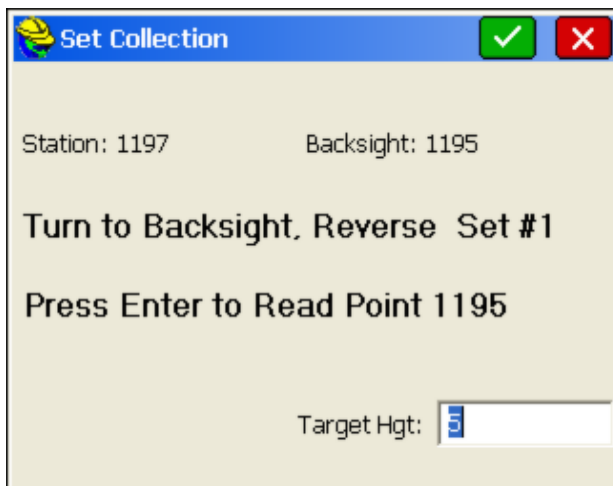 Set Collection
Station: 1197 Backsight: 1195
Turn to Backsight, Reverse Set #1
Press Enter to Read Point 1195
Target Hgt: 5